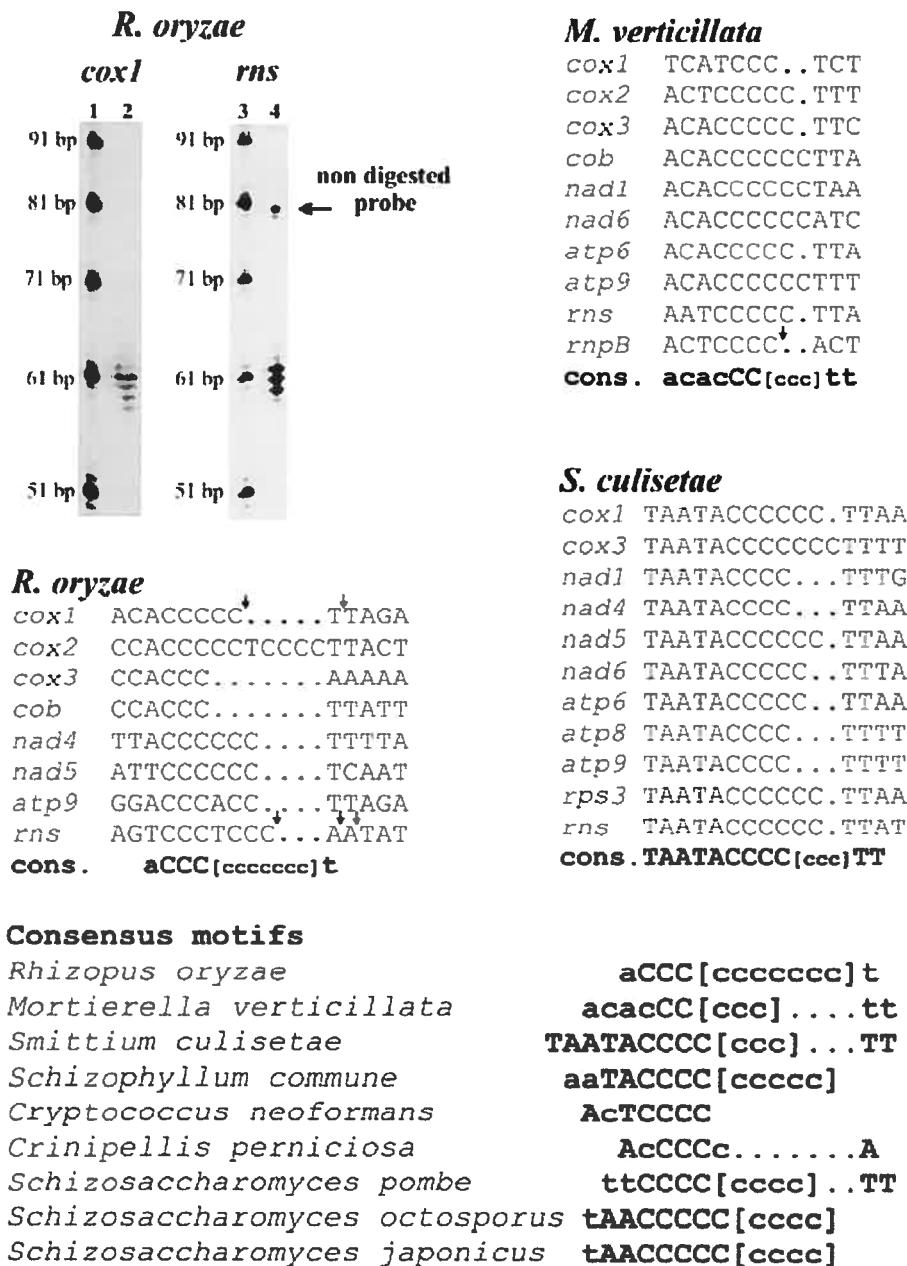 R. oryzae
cox1 rns
1 2 3 4
91 bp 91 bp
81 bp 81 bp
non digested
probe
71 bp 71 bp
61 bp 61 bp
51 bp 51 bp
M. verticillata
cox1 TCATCCC..TCT
cox2 ACTCCCCC.TTT
cox3 ACACCCCC.TTC
cob ACACCCCCCTTA
nad1 ACACCCCCCTAA
nad6 ACACCCCCCATC
atp6 ACACCCCC.TTA
atp9 ACACCCCCCTTT
rns AATCCCCC.TTA
rnpB ACTCCCC..ACT
cons. acacCC[ccc]tt
S. culisetae
cox1 TAATACCCCCC.TTAA
cox3 TAATACCCCCCCTTTT
nad1 TAATACCCC...TTTG
nad4 TAATACCCC...TTAA
nad5 TAATACCCCCC.TTAA
nad6 TAATACCCCC..TTTA
atp6 TAATACCCCC..TTAA
atp8 TAATACCCC...TTTT
atp9 TAATACCCC...TTTT
rps3 TAATACCCCCC.TTAA
rns TAATACCCCCC.TTAT
cons.TAATACCCC[ccc]TT
R. oryzae
cox1 ACACCCCC.....TTAGA
cox2 CCACCCCCTCCCCTTACT
cox3 CCACCC.......AAAAA
cob CCACCC.......TTATT
nad4 TTACCCCCC....TTTTA
nad5 ATTCCCCCC....TCAAT
atp9 GGACCCACC....TTAGA
rns AGTCCCTCCC...AATAT
cons. aCCC[ccccccc]t
Consensus motifs
Rhizopus oryzae aCCC[ccccccc]t
Mortierella verticillata acacCC[ccc]....tt
Smittium culisetae TAATACCCC[ccc]...TT
Schizophyllum commune aaTACCCC[ccccc]
Cryptococcus neoformans AcTCCCC
Crinipellis perniciosa AcCCCc.......A
Schizosaccharomyces pombe ttCCCC[cccc]..TT
Schizosaccharomyces octosporus tAACCCCC[cccc]
Schizosaccharomyces japonicus tAACCCCC[cccc]